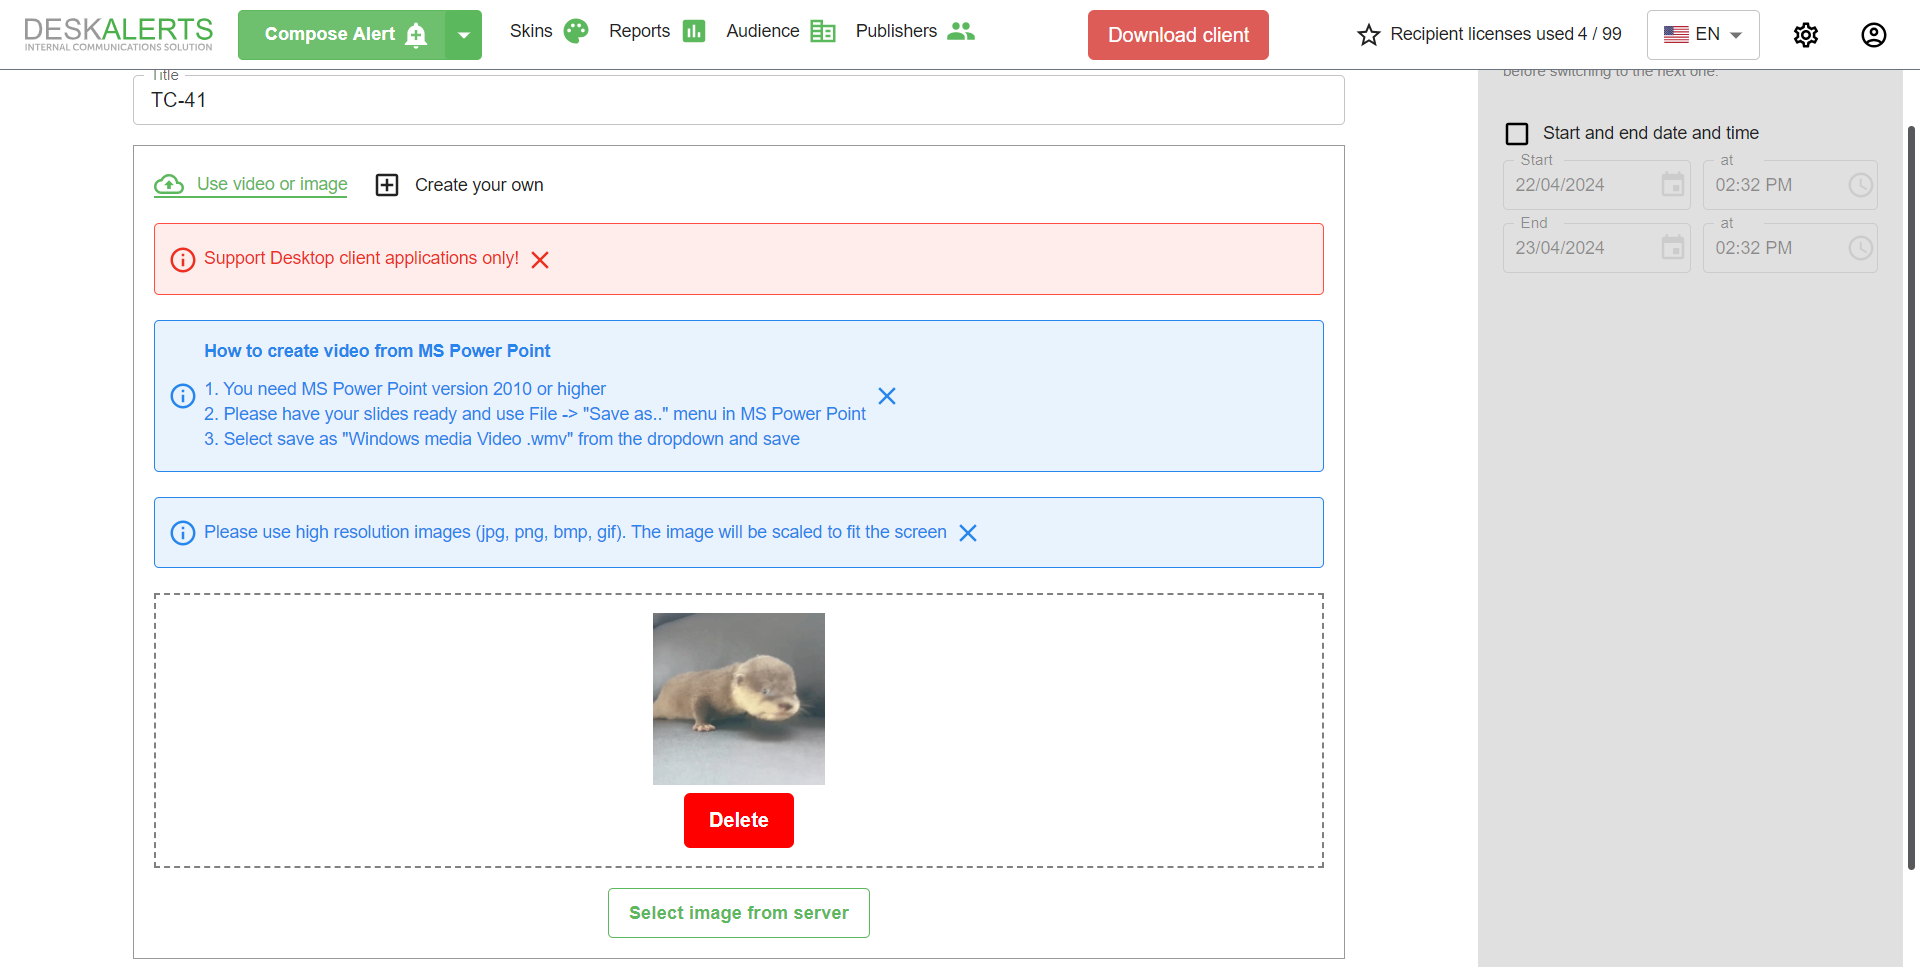 DESKALERTS
INTERNAL COMMUNICATIONS SOLUTION
Compose Alert
Skins
Reports
Audience
Publishers
Download client
Recipient licenses used 4 / 99
EN
Title
TC-41
Use video or image
Create your own
Support Desktop client applications only!
How to create video from MS Power Point
1. You need MS Power Point version 2010 or higher
2. Please have your slides ready and use File -> "Save as.." menu in MS Power Point
3. Select save as "Windows media Video .wmv" from the dropdown and save
Please use high resolution images (jpg, png, bmp, gif). The image will be scaled to fit the screen
Delete
Select image from server
before switching to the next one.
Start and end date and time
Start
22/04/2024
at
02:32 PM
End
23/04/2024
at
02:32 PM